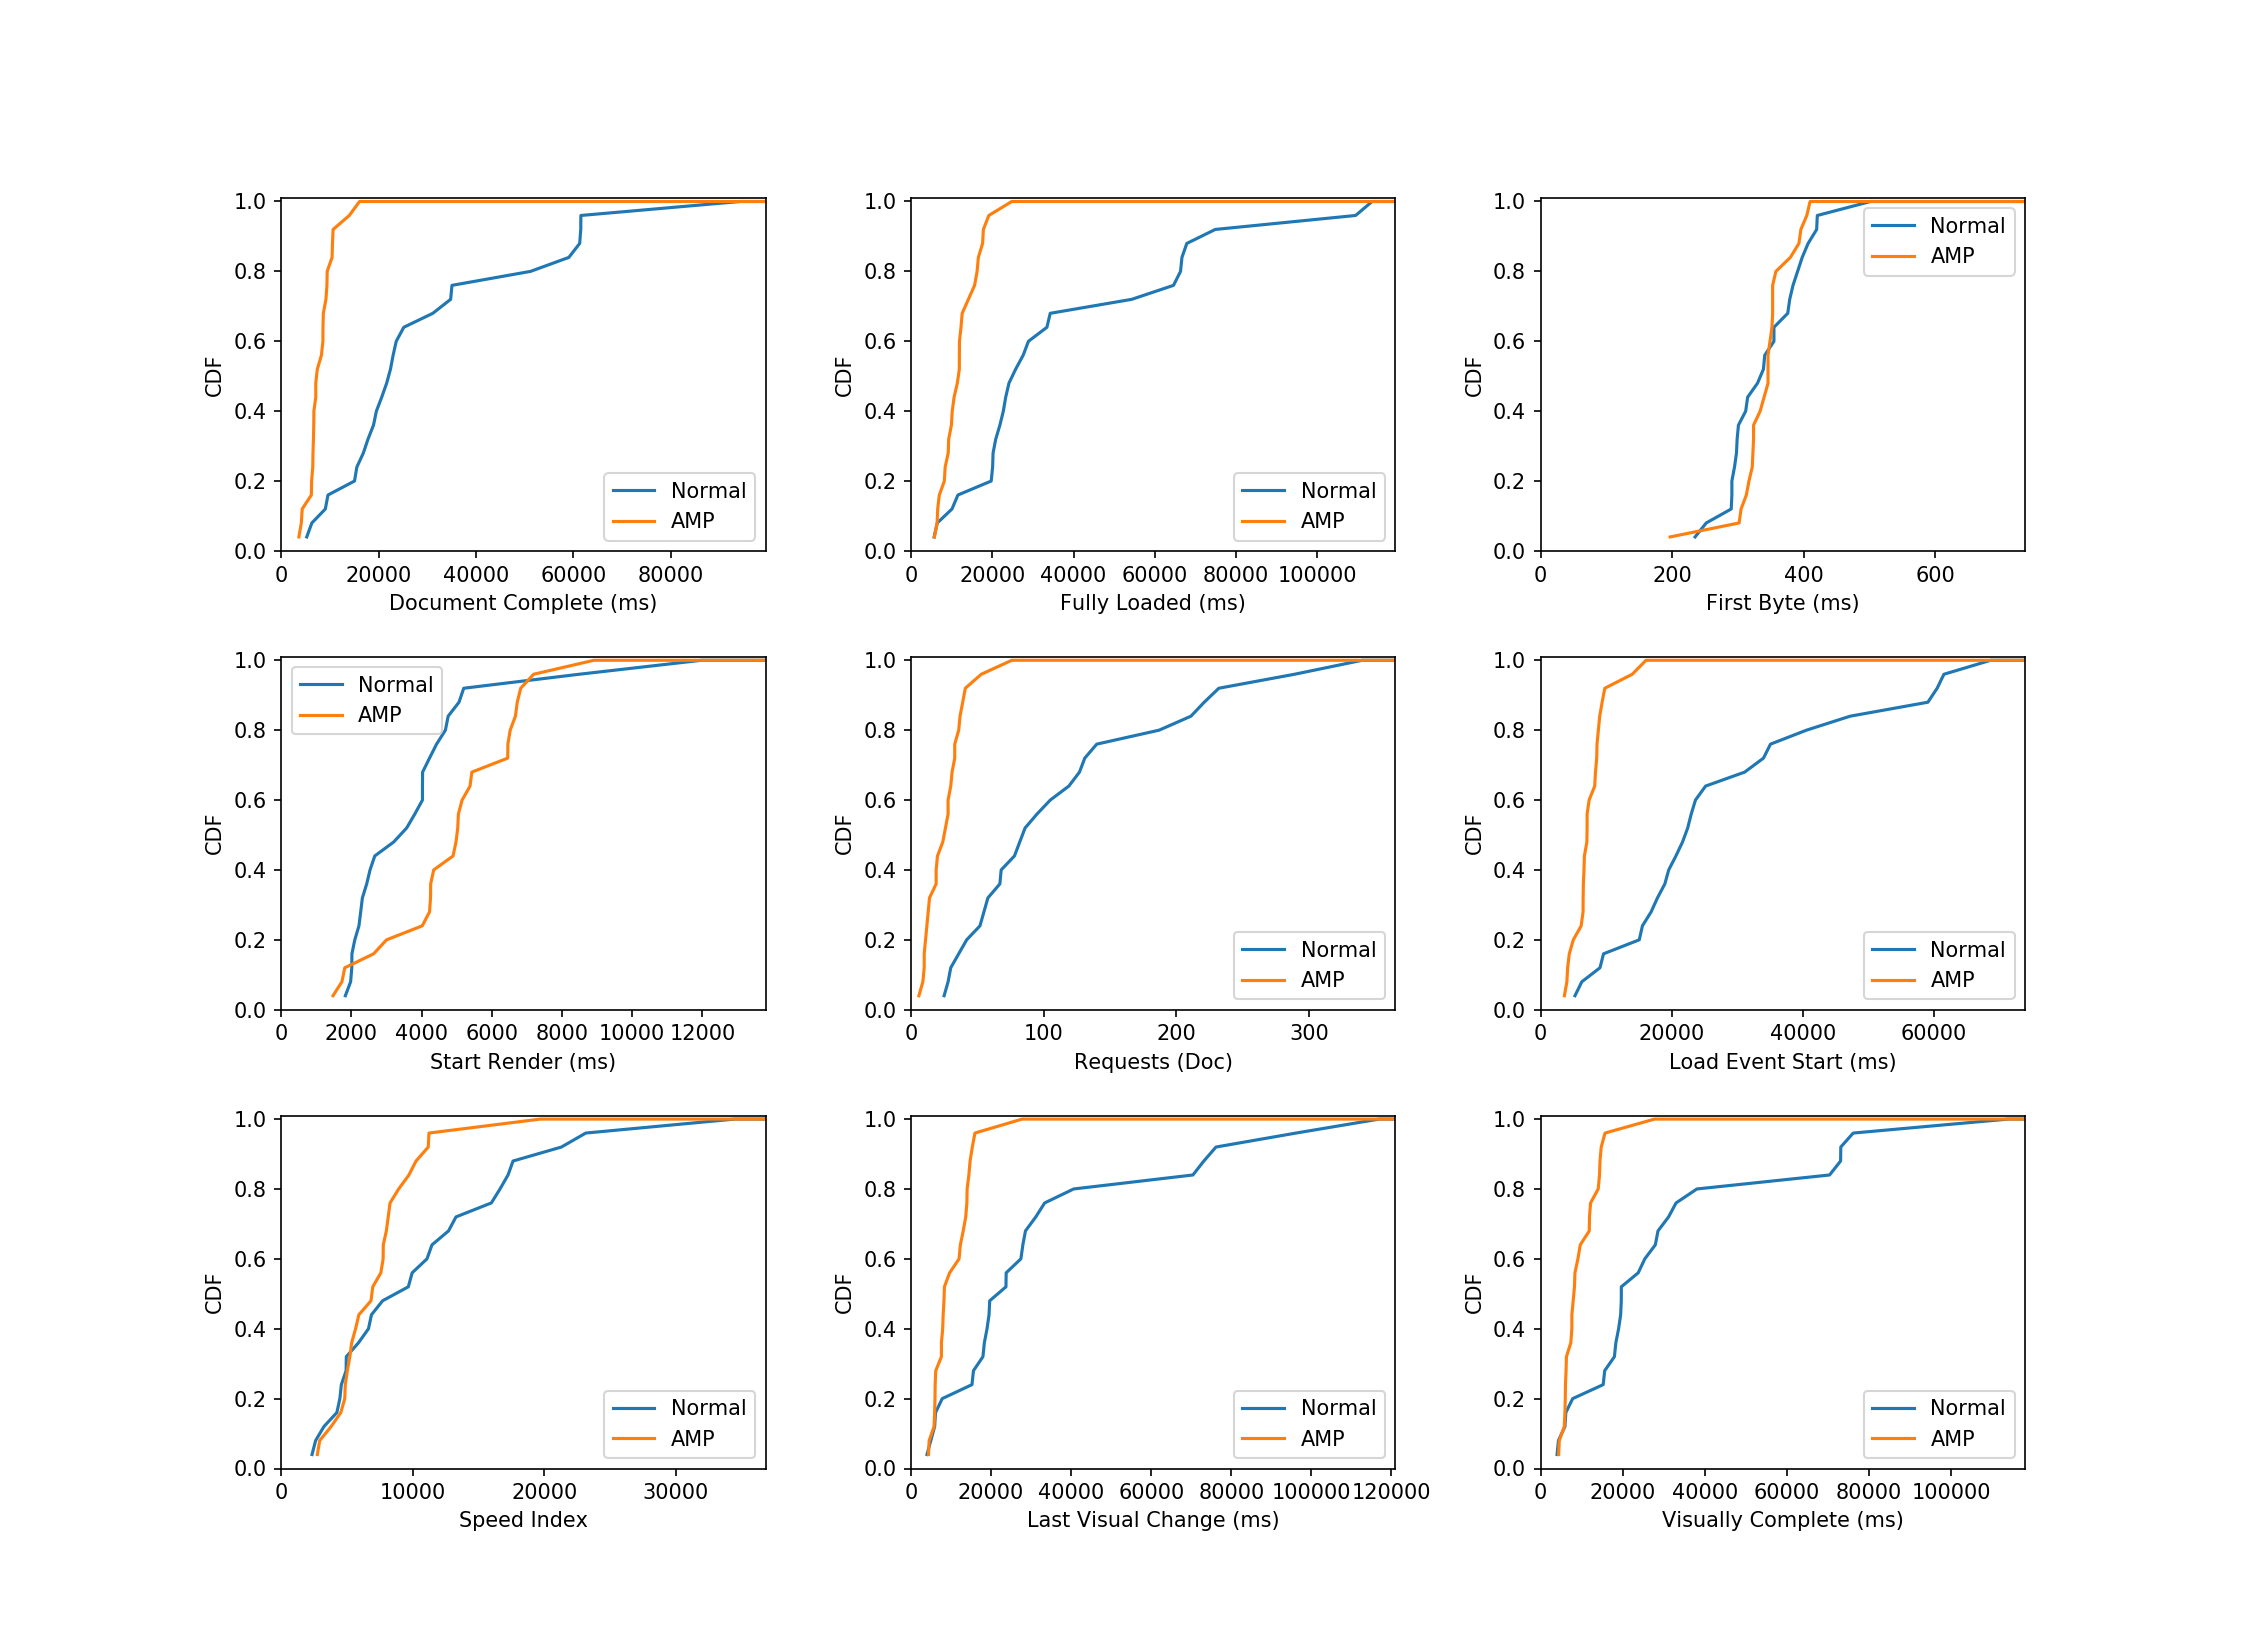 1.0 0.8 0.6 0.4 0.2 0.0
CDF
0 20000 40000 60000 80000
Document Complete (ms)
Normal
AMP
1.0 0.8 0.6 0.4 0.2 0.0
CDF
0 20000 40000 60000 80000 100000
Fully Loaded (ms)
Normal
AMP
1.0 0.8 0.6 0.4 0.2 0.0
CDF
0 200 400 600
First Byte (ms)
Normal
AMP
1.0 0.8 0.6 0.4 0.2 0.0
CDF
0 2000 4000 6000 8000 10000 12000
Start Render (ms)
Normal
AMP
1.0 0.8 0.6 0.4 0.2 0.0
CDF
0 100 200 300
Requests (Doc)
Normal
AMP
1.0 0.8 0.6 0.4 0.2 0.0
CDF
0 20000 40000 60000
Load Event Start (ms)
Normal
AMP
1.0 0.8 0.6 0.4 0.2 0.0
CDF
0 10000 20000 30000
Speed Index
Normal
AMP
1.0 0.8 0.6 0.4 0.2 0.0
CDF
0 20000 40000 60000 80000 100000 120000
Last Visual Change (ms)
Normal
AMP
1.0 0.8 0.6 0.4 0.2 0.0
CDF
0 20000 40000 60000 80000 100000
Visually Complete (ms)
Normal
AMP